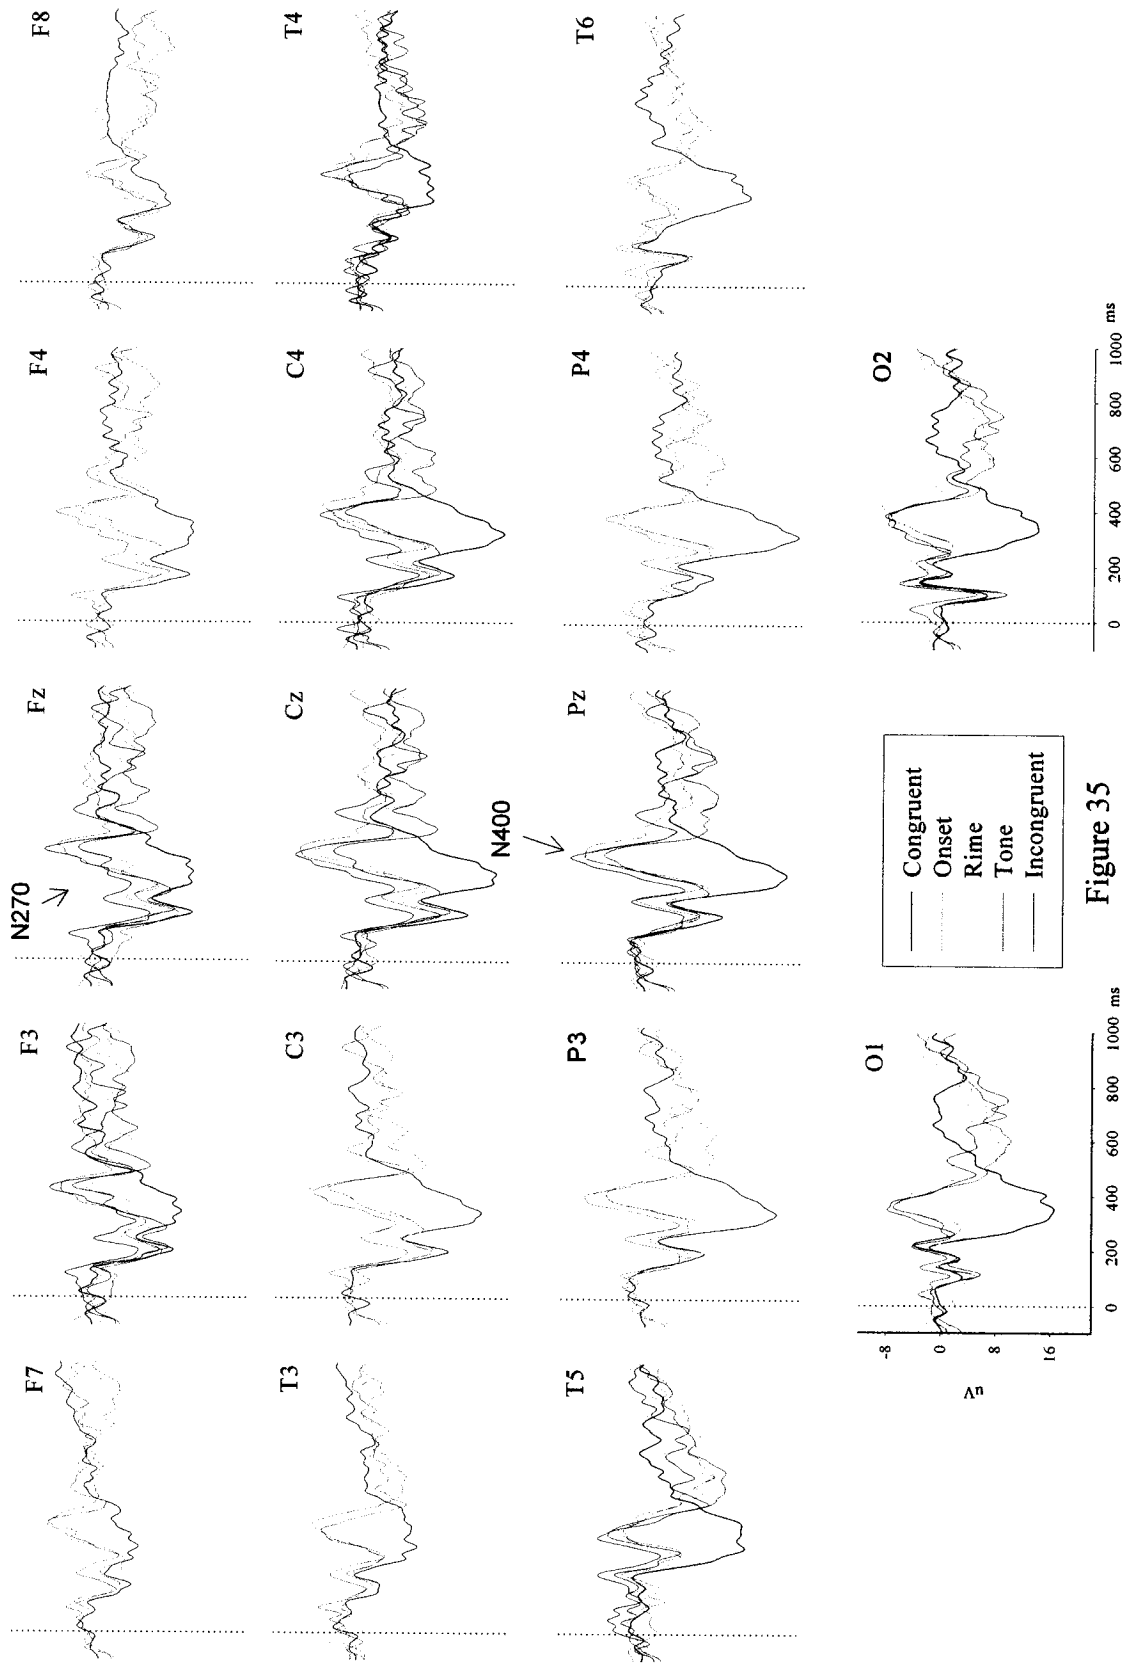 F7
F3
Fz
F4
F8
N270
T3
C3
Cz
C4
T4
N400
T5
P3
Pz
P4
T6
O1
O2
uV
-8
0
8
16
0
200
400
600
800
1000
ms
0
200
400
600
800
1000
ms
Congruent
Onset
Rime
Tone
Incongruent
Figure 35